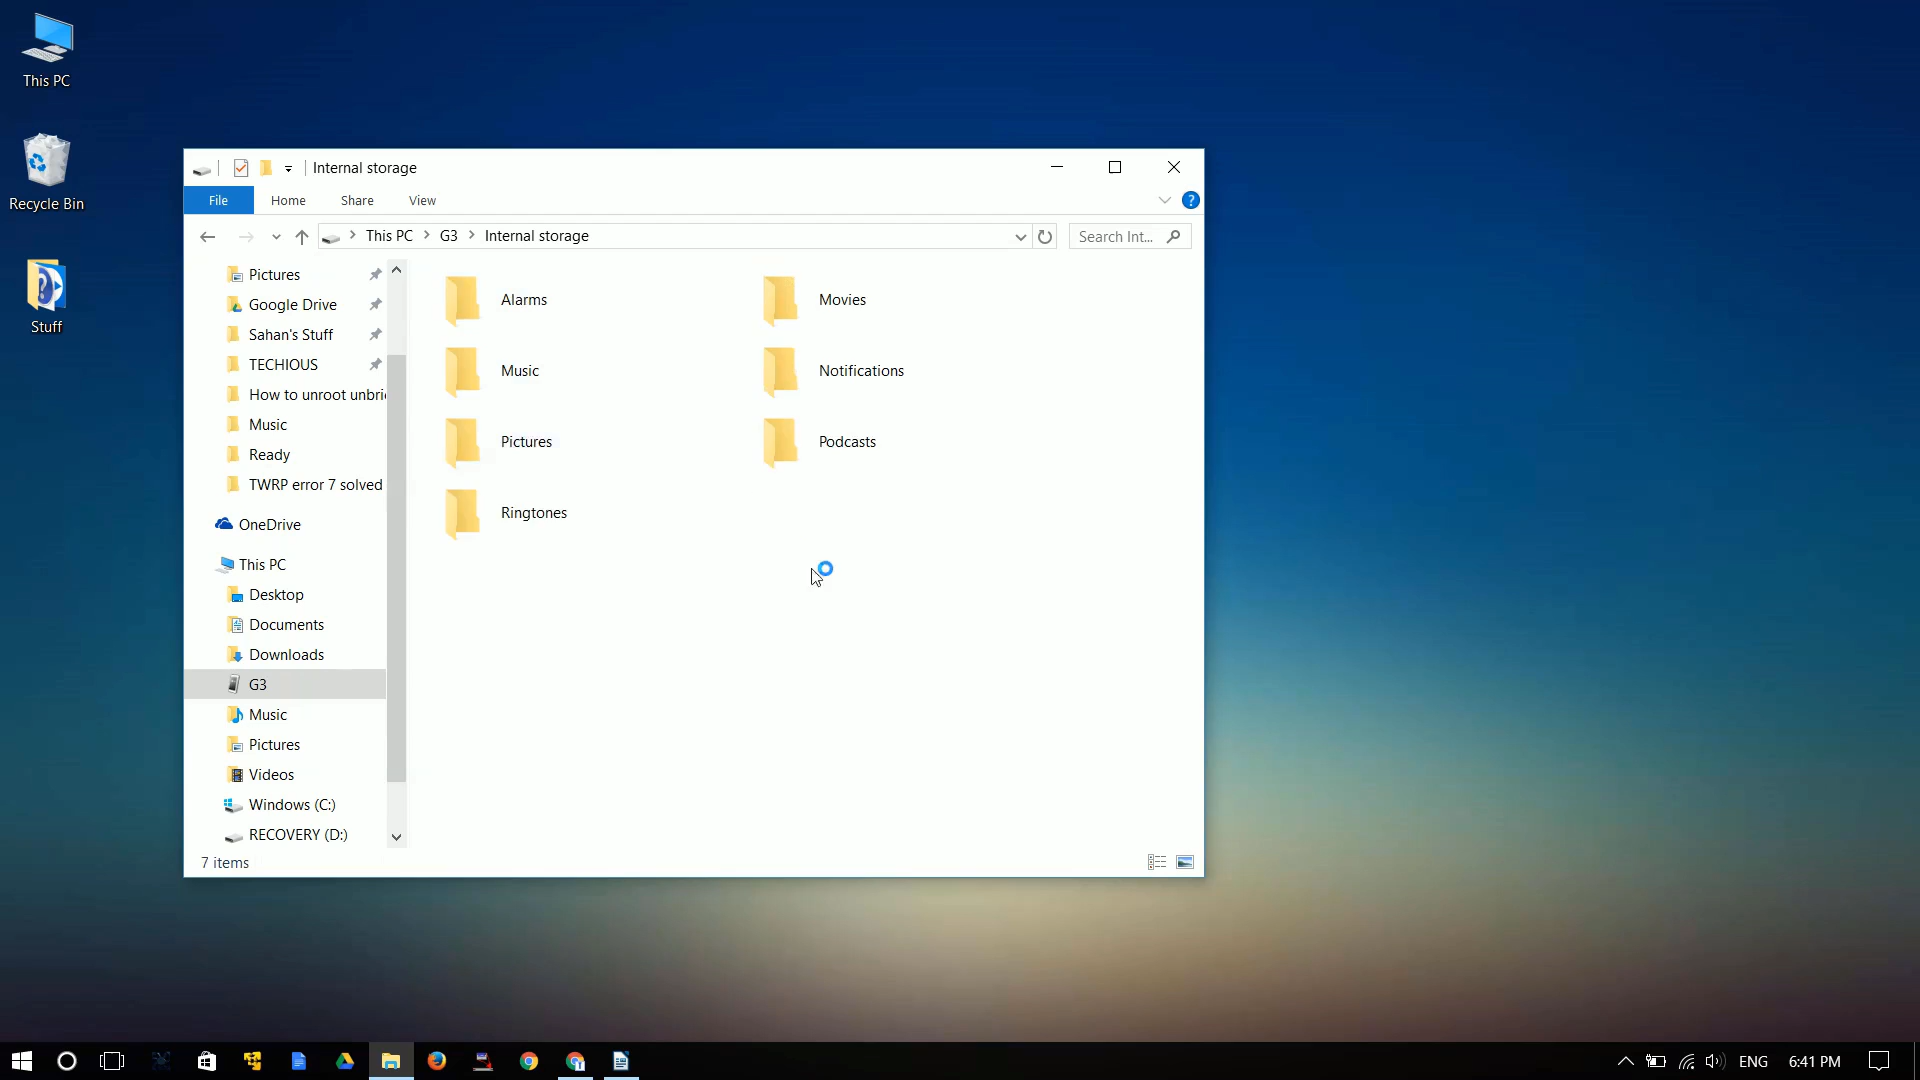 This PC
Recycle Bin
Stuff
Internal storage
File Home Share View
?
This PC G3 Internal storage
Search Int...
Pictures
Google Drive
Sahan's Stuff
TECHIOUS
How to unroot unbri
Music
Ready
TWRP error 7 solved
OneDrive
This PC
Desktop
Documents
Downloads
G3
Music
Pictures
Videos
Windows (C:)
RECOVERY (D:)
Alarms Movies
Music Notifications
Pictures Podcasts
Ringtones
7 items
ENG 6:41 PM